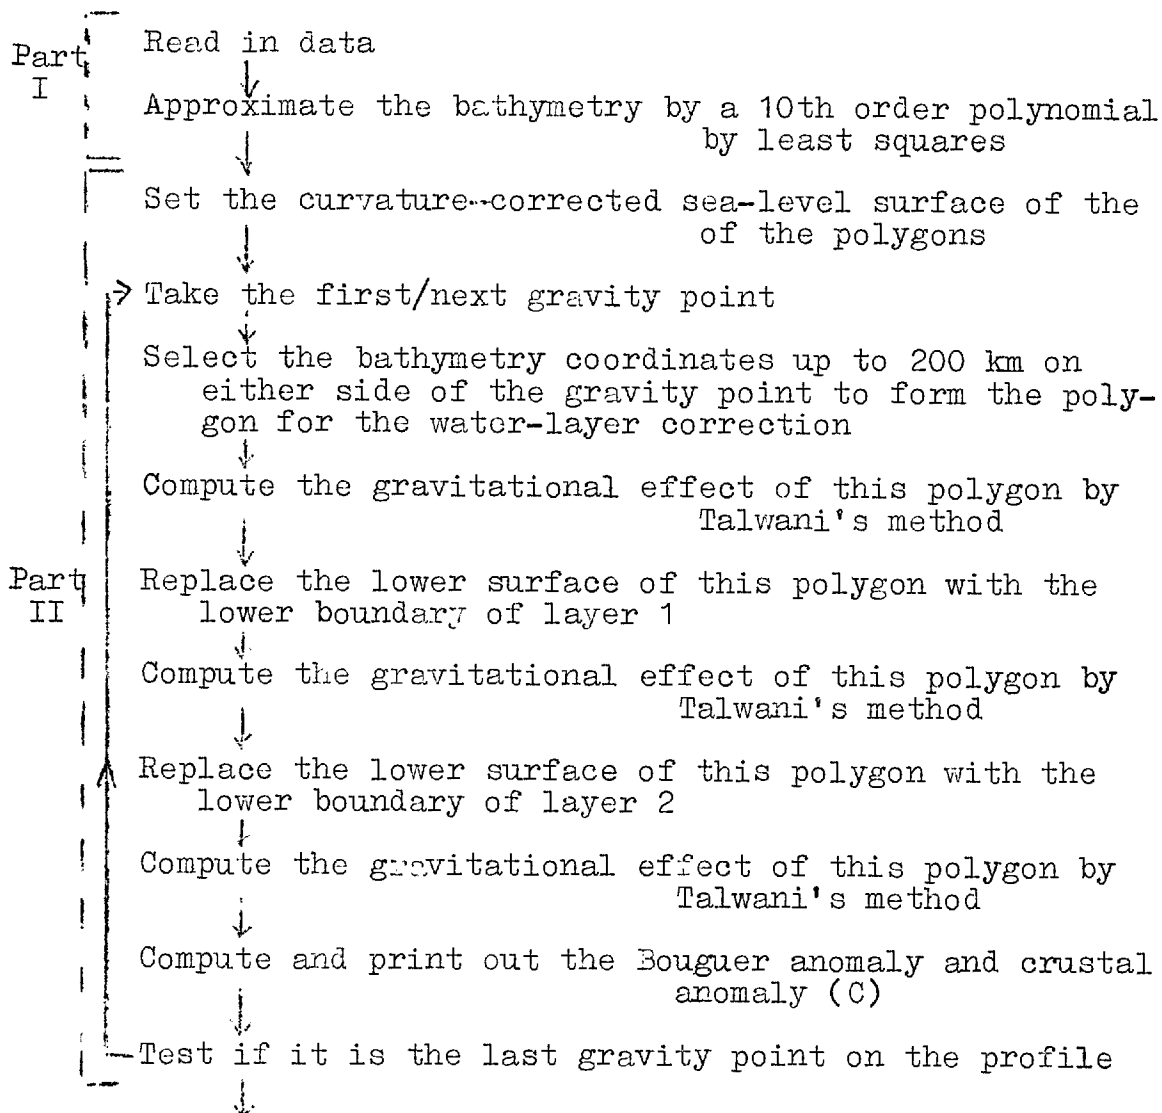 Part
I
Read in data
Approximate the bathymetry by a 10th order polynomial
by least squares
Set the curvature-corrected sea-level surface of the
of the polygons
Take the first/next gravity point
Select the bathymetry coordinates up to 200 km on
either side of the gravity point to form the poly-
gon for the water-layer correction
Compute the gravitational effect of this polygon by
Talwani's method
Part
II
Replace the lower surface of this polygon with the
lower boundary of layer 1
Compute the gravitational effect of this polygon by
Talwani's method
Replace the lower surface of this polygon with the
lower boundary of layer 2
Compute the gravitational effect of this polygon by
Talwani's method
Compute and print out the Bouguer anomaly and crustal
anomaly (C)
Test if it is the last gravity point on the profile